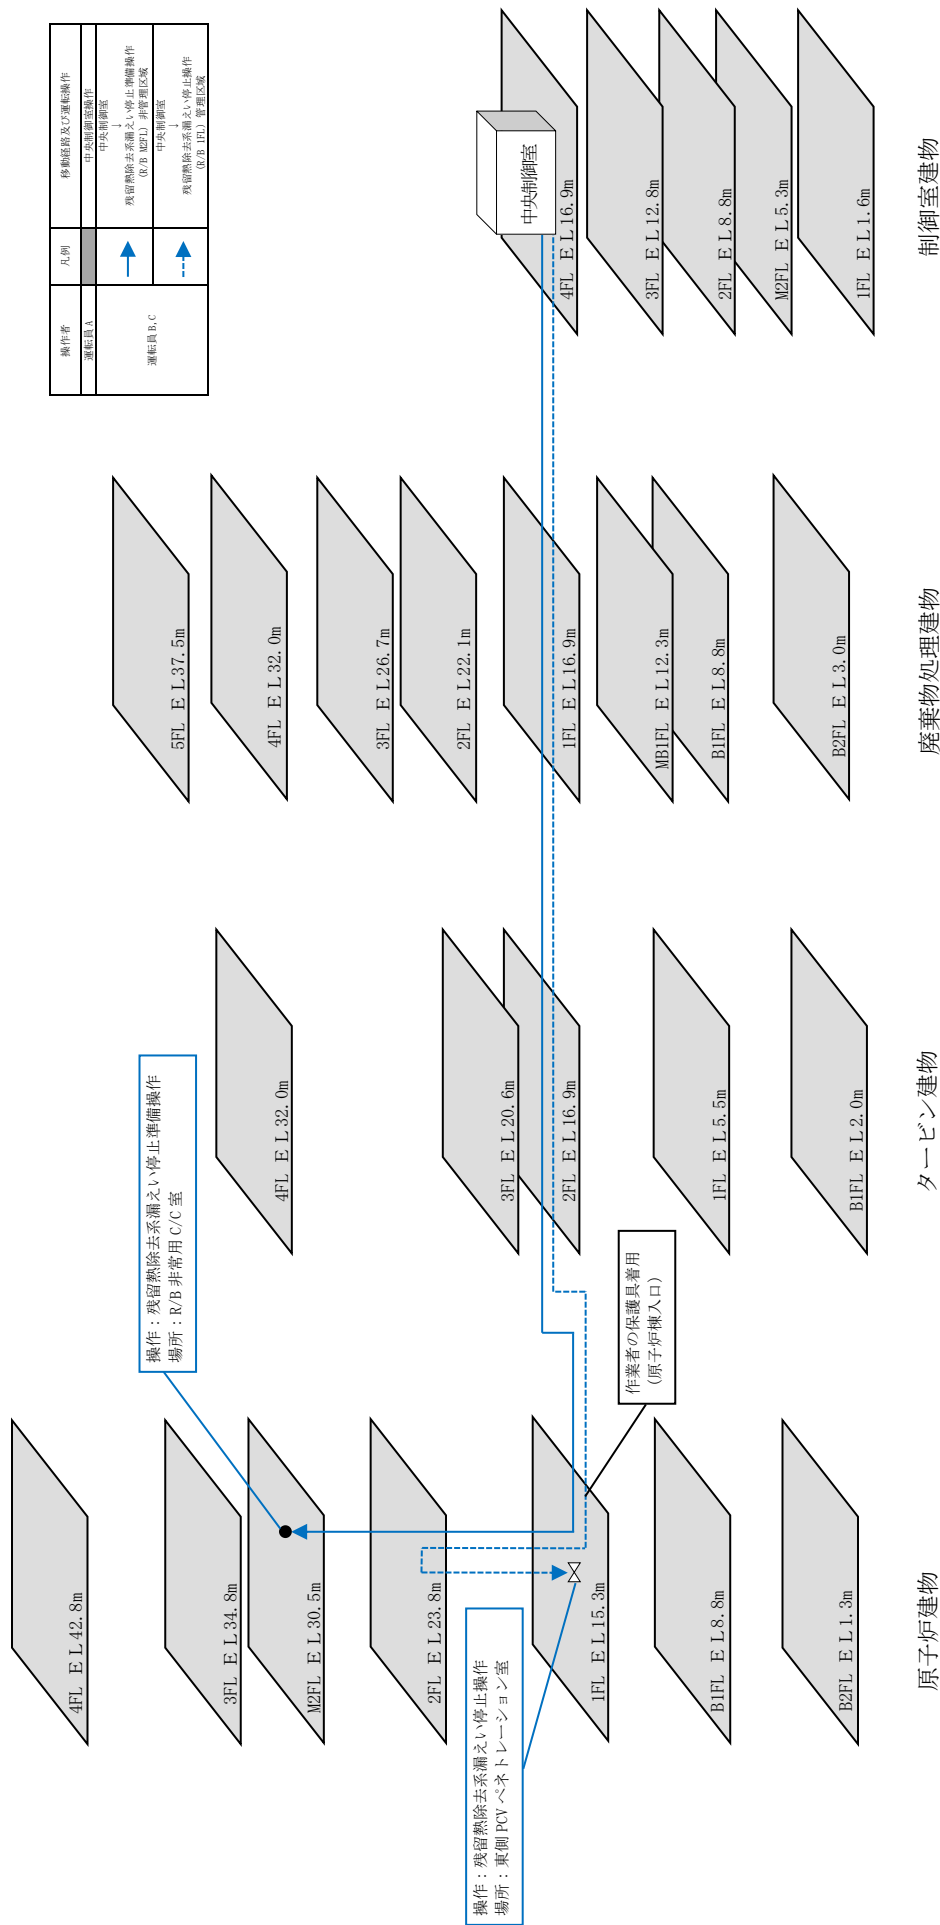 操作者 凡例 移動経路及び運転操作
運転員A 中央制御室操作
運転員B,C
中央制御室
↓
残留熱除去系漏えい停止準備操作
(R/B M2FL) 非管理区域
中央制御室
↓
残留熱除去系漏えい停止操作
(R/B 1FL) 管理区域
操作：残留熱除去系漏えい停止準備操作
場所：R/B非常用C/C室
操作：残留熱除去系漏えい停止操作
場所：東側PCVペネトレーション室
作業者の保護具着用
(原子炉棟入口)
4FL EL42.8m
3FL EL34.8m
M2FL EL30.5m
2FL EL23.8m
1FL EL15.3m
B1FL EL8.8m
B2FL EL1.3m
原子炉建物
4FL EL32.0m
3FL EL20.6m
2FL EL16.9m
1FL EL5.5m
B1FL EL2.0m
タービン建物
5FL EL37.5m
4FL EL32.0m
3FL EL26.7m
2FL EL22.1m
1FL EL16.9m
MB1FL EL12.3m
B1FL EL8.8m
B2FL EL3.0m
廃棄物処理建物
中央制御室
4FL EL16.9m
3FL EL12.8m
2FL EL8.8m
M2FL EL5.3m
1FL EL1.6m
制御室建物